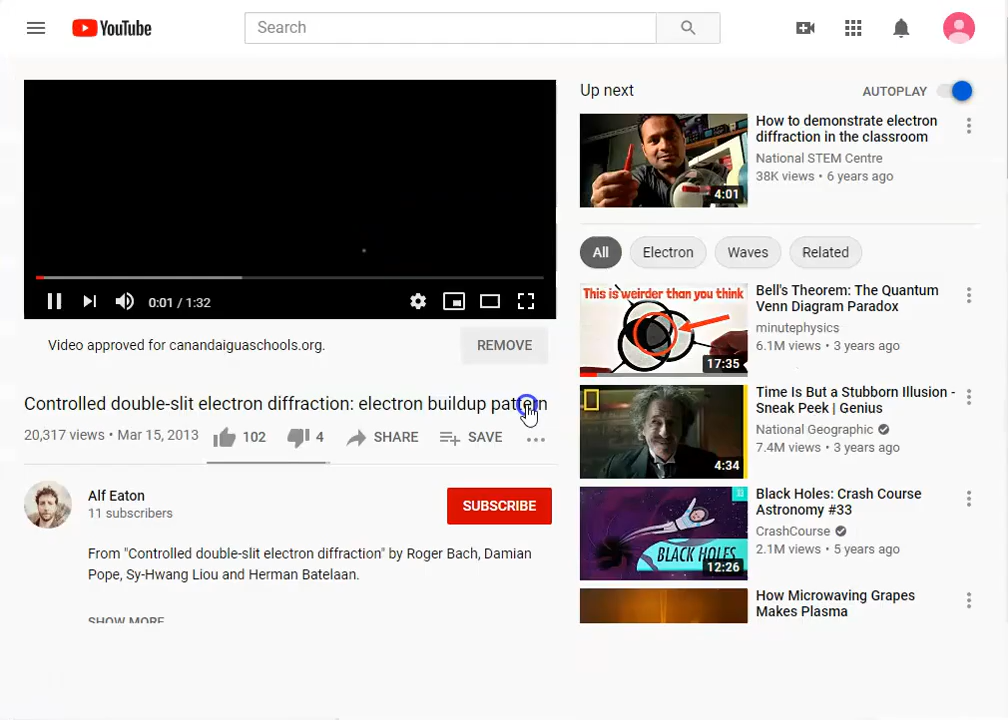 YouTube
Search
0:01 / 1:32
Video approved for canandaiguaschools.org.
REMOVE
Controlled double-slit electron diffraction: electron buildup pattern
20,317 views • Mar 15, 2013
102
4
SHARE
SAVE
Alf Eaton
11 subscribers
SUBSCRIBE
From "Controlled double-slit electron diffraction" by Roger Bach, Damian
Pope, Sy-Hwang Liou and Herman Batelaan.
SHOW MORE
Up next
AUTOPLAY
4:01
How to demonstrate electron
diffraction in the classroom
National STEM Centre
38K views • 6 years ago
All
Electron
Waves
Related
This is weirder than you think
17:35
Bell's Theorem: The Quantum
Venn Diagram Paradox
minutephysics
6.1M views • 3 years ago
4:34
Time Is But a Stubborn Illusion -
Sneak Peek | Genius
National Geographic
7.4M views • 3 years ago
33
BLACK HOLES
12:26
Black Holes: Crash Course
Astronomy #33
CrashCourse
2.1M views • 5 years ago
How Microwaving Grapes
Makes Plasma